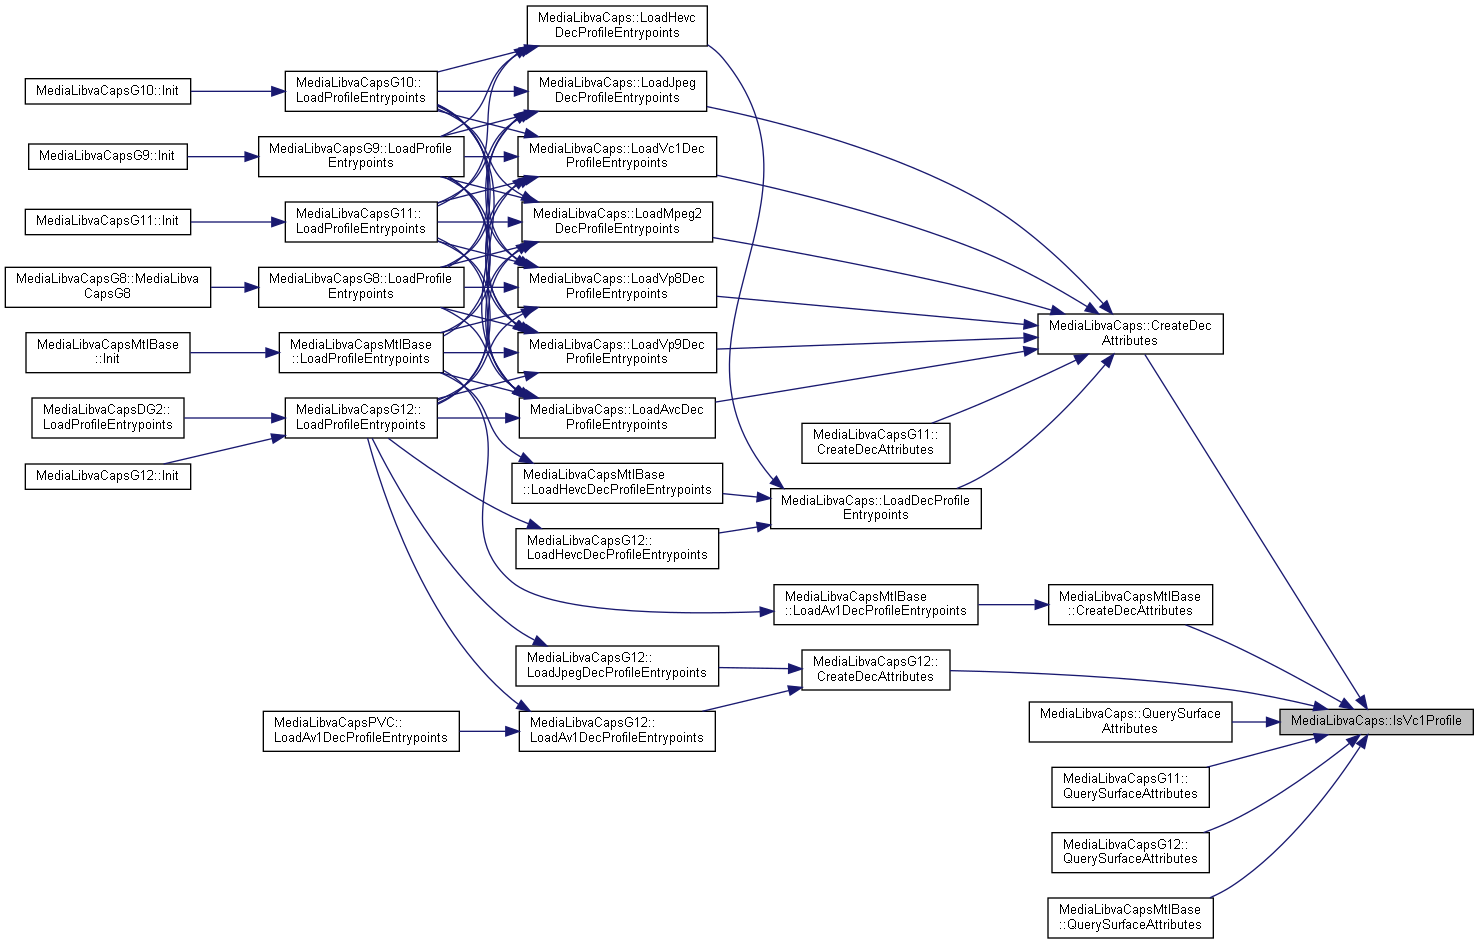 MediaLibvaCaps::LoadHevc
DecProfileEntrypoints
MediaLibvaCapsG10::Init
MediaLibvaCapsG10::
LoadProfileEntrypoints
MediaLibvaCaps::LoadJpeg
DecProfileEntrypoints
MediaLibvaCapsG9::Init
MediaLibvaCapsG9::LoadProfile
Entrypoints
MediaLibvaCaps::LoadVc1Dec
ProfileEntrypoints
MediaLibvaCapsG11::Init
MediaLibvaCapsG11::
LoadProfileEntrypoints
MediaLibvaCaps::LoadMpeg2
DecProfileEntrypoints
MediaLibvaCapsG8::MediaLibva
CapsG8
MediaLibvaCapsG8::LoadProfile
Entrypoints
MediaLibvaCaps::LoadVp8Dec
ProfileEntrypoints
MediaLibvaCaps::CreateDec
Attributes
MediaLibvaCapsMtlBase
::Init
MediaLibvaCapsMtlBase
::LoadProfileEntrypoints
MediaLibvaCaps::LoadVp9Dec
ProfileEntrypoints
MediaLibvaCapsDG2::
LoadProfileEntrypoints
MediaLibvaCapsG12::
LoadProfileEntrypoints
MediaLibvaCaps::LoadAvcDec
ProfileEntrypoints
MediaLibvaCapsG11::
CreateDecAttributes
MediaLibvaCapsG12::Init
MediaLibvaCapsMtlBase
::LoadHevcDecProfileEntrypoints
MediaLibvaCaps::LoadDecProfile
Entrypoints
MediaLibvaCapsG12::
LoadHevcDecProfileEntrypoints
MediaLibvaCapsMtlBase
::LoadAv1DecProfileEntrypoints
MediaLibvaCapsMtlBase
::CreateDecAttributes
MediaLibvaCapsG12::
LoadJpegDecProfileEntrypoints
MediaLibvaCapsG12::
CreateDecAttributes
MediaLibvaCapsPVC::
LoadAv1DecProfileEntrypoints
MediaLibvaCapsG12::
LoadAv1DecProfileEntrypoints
MediaLibvaCaps::QuerySurface
Attributes
MediaLibvaCaps::IsVc1Profile
MediaLibvaCapsG11::
QuerySurfaceAttributes
MediaLibvaCapsG12::
QuerySurfaceAttributes
MediaLibvaCapsMtlBase
::QuerySurfaceAttributes